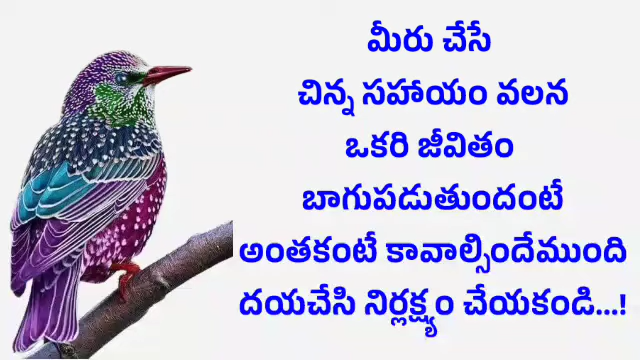 మీరు చేసే
చిన్న సహాయం వలన
ఒకరి జీవితం
బాగుపడుతుందంటే
అంతకంటే కావాల్సిందేముంది
దయచేసి నిర్లక్ష్యం చేయకండి...!